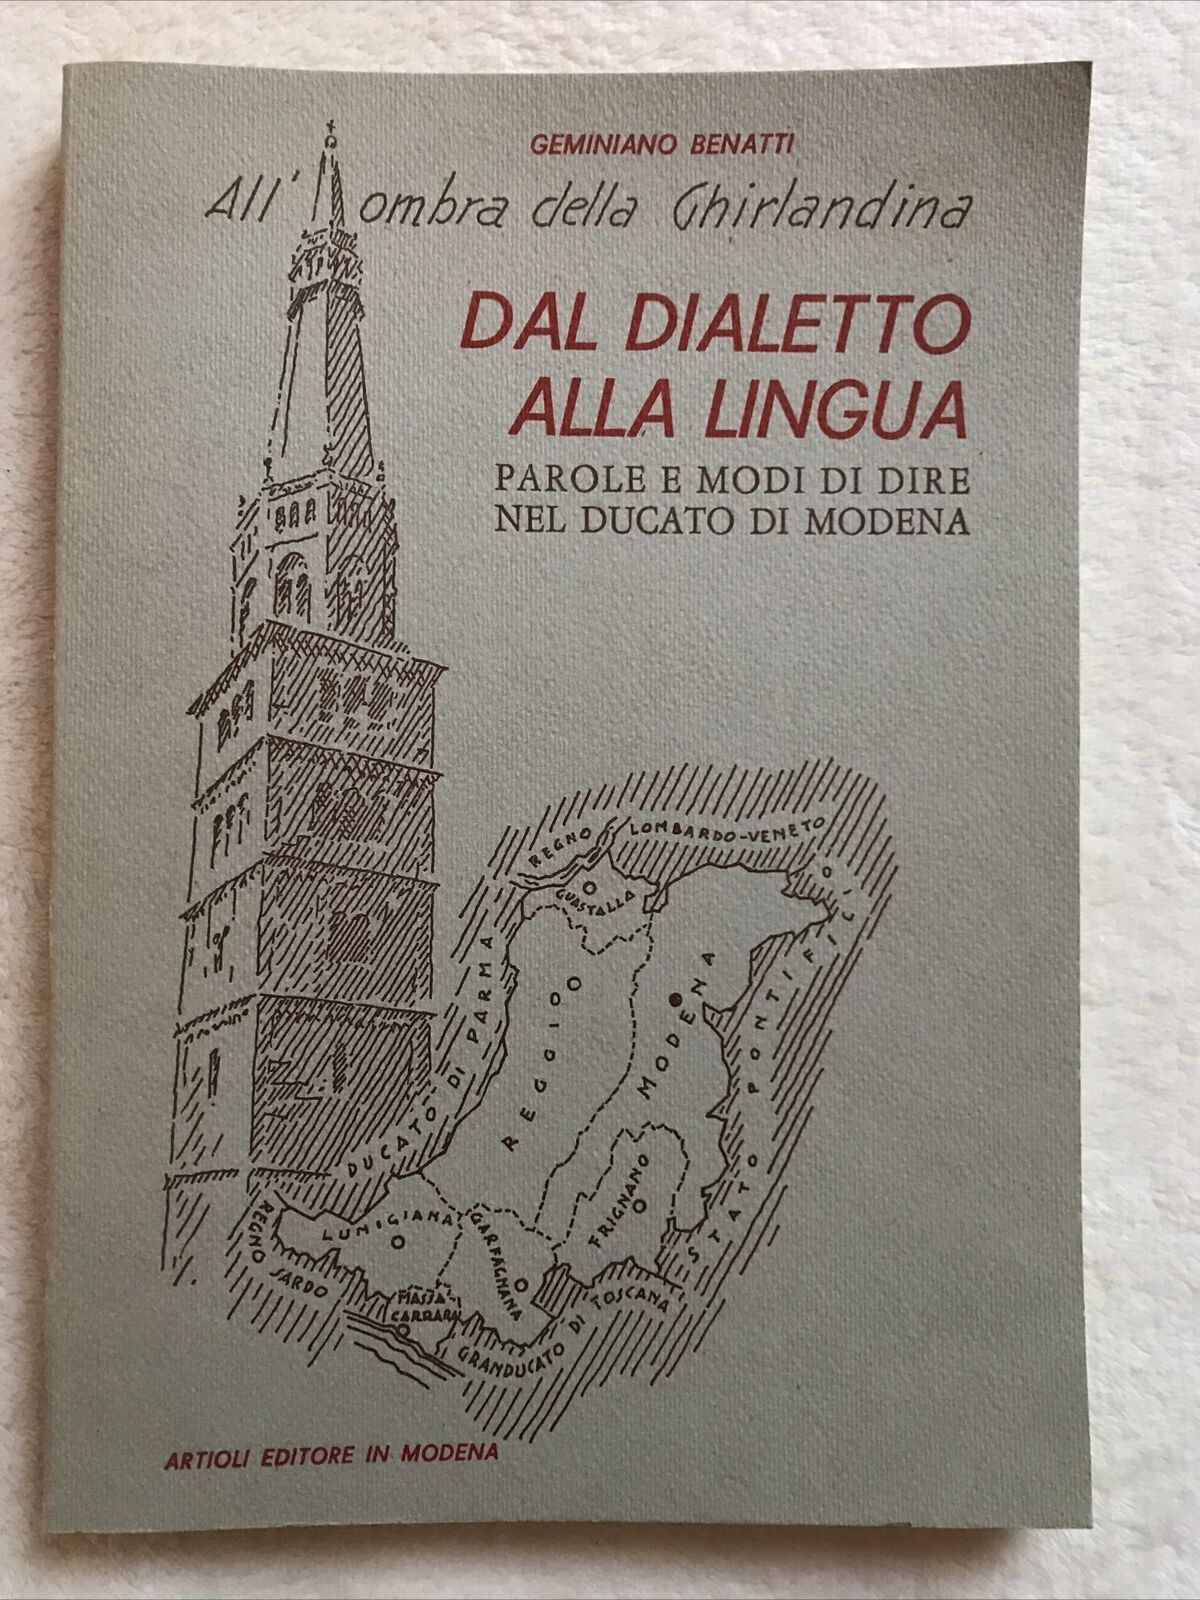 GEMINIANO BENATTI
All' ombra della Ghirlandina
DAL DIALETTO
ALLA LINGUA
PAROLE E MODI DI DIRE
NEL DUCATO DI MODENA
REGNO LOMBARDO-VENETO
GUASTALLA
DUCATO DI PARMA
REGGIO
MODENA
STATO PONTIFICIO
FRIGNANO
LUNIGIANA
GARFAGNANA
REGNO SARDO
MASSA
CARRARA
GRANDUCATO DI TOSCANA
ARTIOLI EDITORE IN MODENA